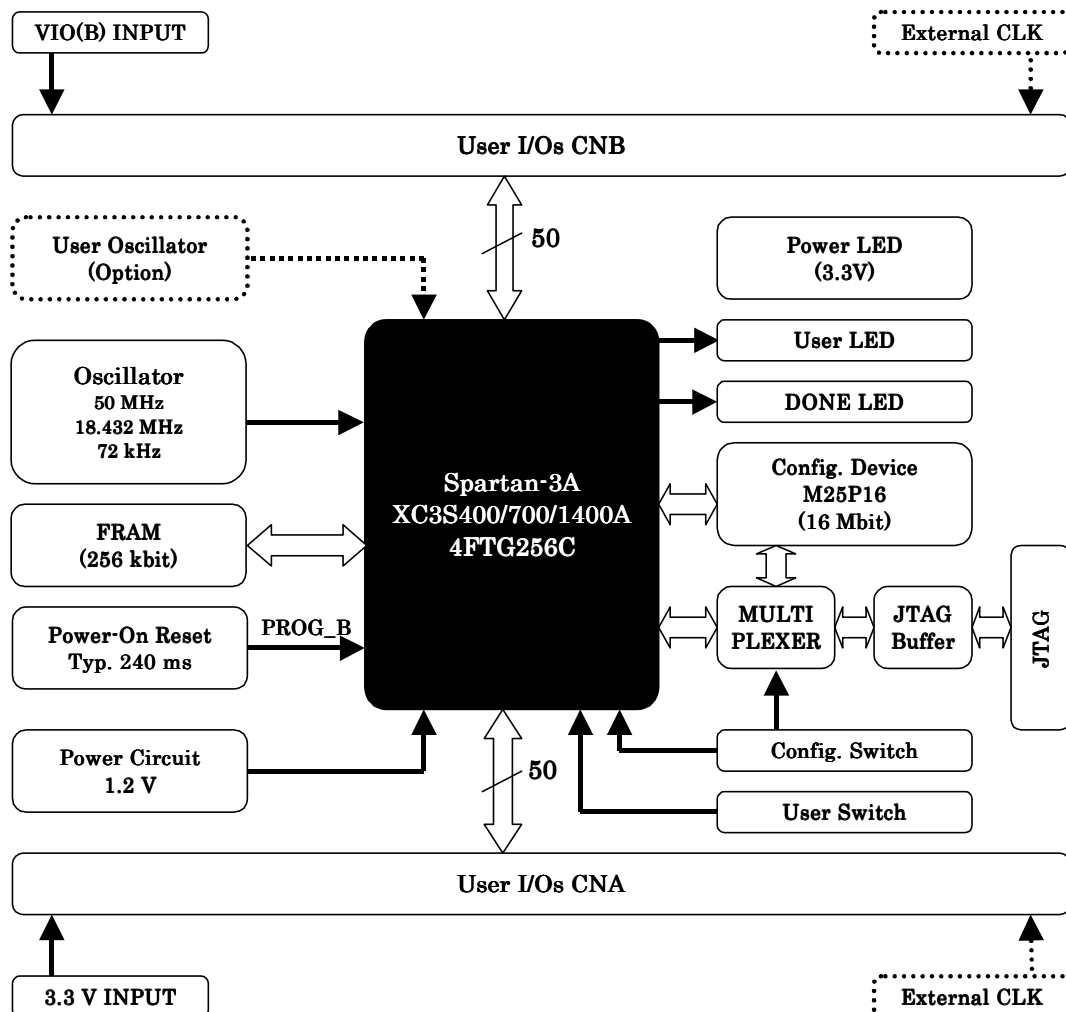 VIO(B) INPUT
External CLK
User I/Os CNB
50
User Oscillator
(Option)
Power LED
(3.3V)
User LED
Oscillator
50 MHz
18.432 MHz
72 kHz
DONE LED
Spartan-3A
XC3S400/700/1400A
4FTG256C
Config. Device
M25P16
(16 Mbit)
FRAM
(256 kbit)
Power-On Reset
Typ. 240 ms
PROG_B
MULTI
PLEXER
JTAG
Buffer
JTAG
Power Circuit
1.2 V
50
Config. Switch
User Switch
User I/Os CNA
3.3 V INPUT
External CLK